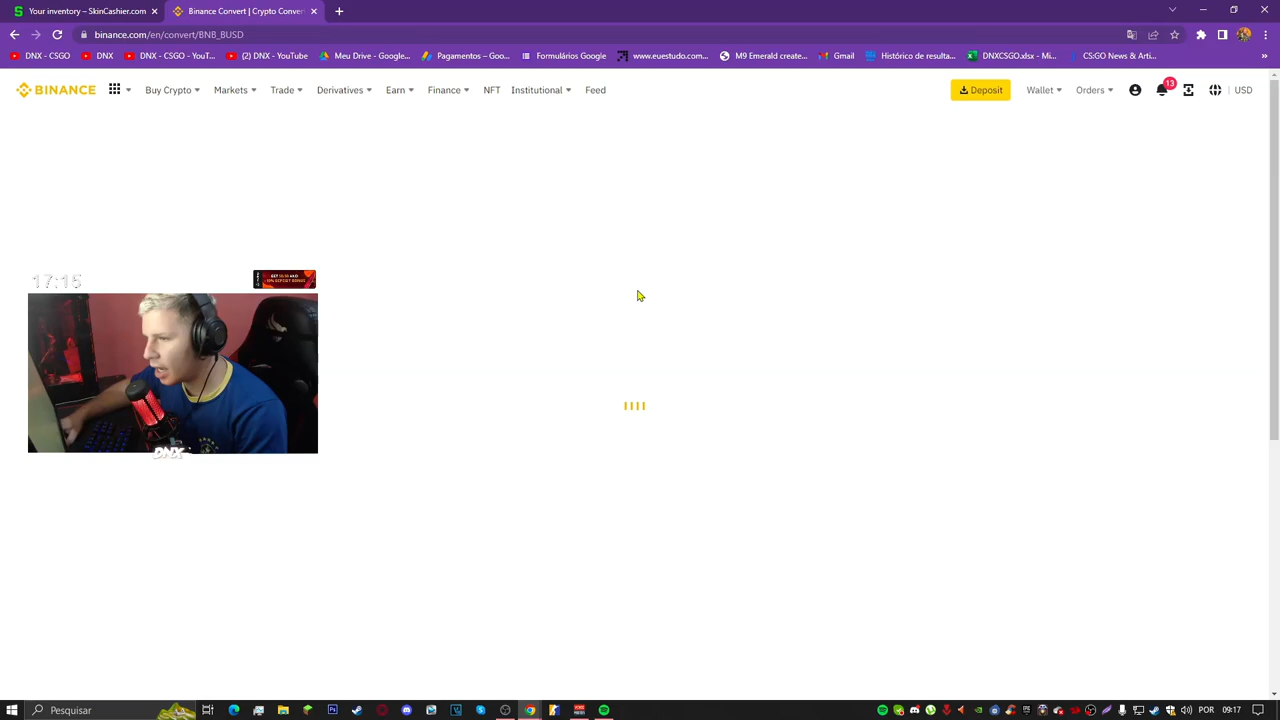 Your inventory – SkinCashier.com
Binance Convert | Crypto Conver
binance.com/en/convert/BNB_BUSD
DNX - CSGO
DNX
DNX - CSGO - YouT...
(2) DNX - YouTube
Meu Drive - Google...
Pagamentos – Goo...
Formulários Google
www.euestudo.com...
M9 Emerald create...
Gmail
Histórico de resulta...
DNXCSGO.xlsx - Mi...
CSGO News & Arti...
»
BINANCE
Buy Crypto
Markets
Trade
Derivatives
Earn
Finance
NFT
Institutional
Feed
Deposit
Wallet
Orders
13
USD
17:15
DNX
Pesquisar
POR
09:17